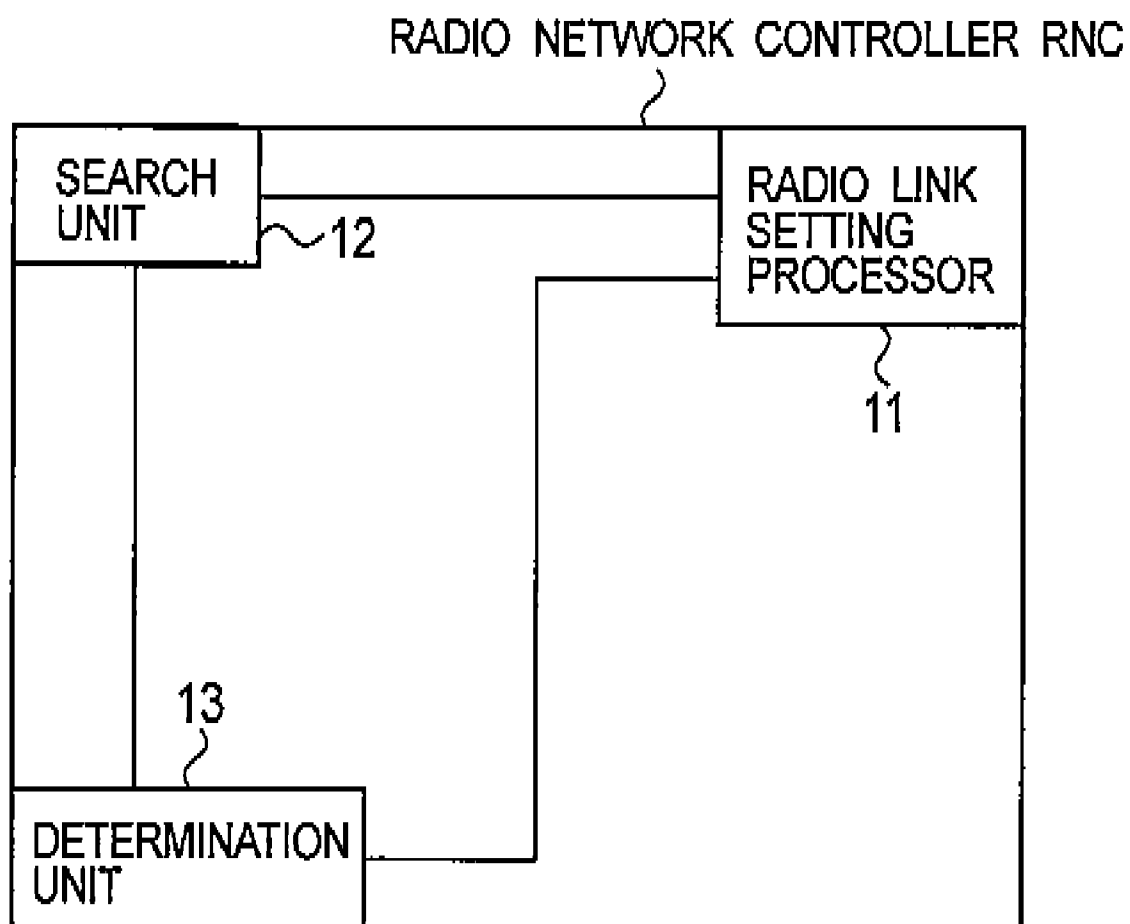 RADIO NETWORK CONTROLLER RNC
SEARCH
UNIT
12
RADIO LINK
SETTING
PROCESSOR
11
13
DETERMINATION
UNIT